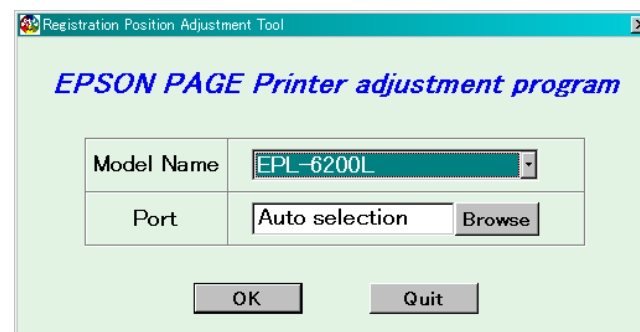 Registration Position Adjustment Tool
EPSON PAGE Printer adjustment program
Model Name EPL-6200L
Port Auto selection Browse
OK Quit